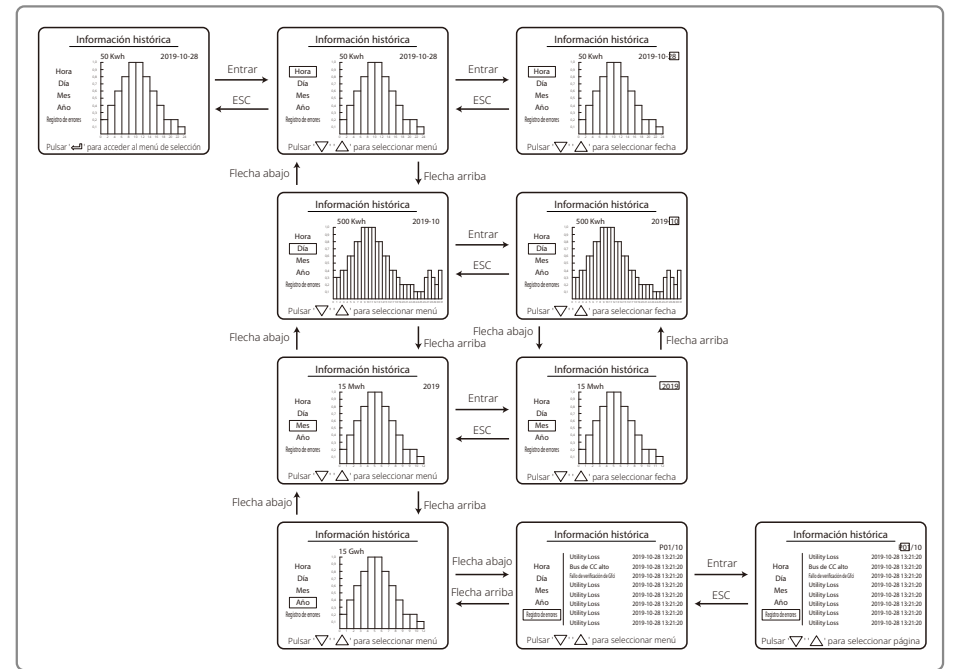 Información histórica
50 Kwh 2019-10-28
Hora
Día
Mes
Año
Registro de errores
Pulsar '↵' para acceder al menú de selección
Entrar
ESC
Información histórica
50 Kwh 2019-10-28
Hora
Día
Mes
Año
Registro de errores
Pulsar '▽' '△' para seleccionar menú
Entrar
ESC
Información histórica
50 Kwh 2019-10-28
Hora
Día
Mes
Año
Registro de errores
Pulsar '▽' '△' para seleccionar fecha
Flecha abajo
Flecha arriba
Información histórica
500 Kwh 2019-10
Hora
Día
Mes
Año
Registro de errores
Pulsar '▽' '△' para seleccionar menú
Entrar
ESC
Información histórica
500 Kwh 2019-10
Hora
Día
Mes
Año
Registro de errores
Pulsar '▽' '△' para seleccionar fecha
Flecha abajo
Flecha arriba
Flecha abajo
Flecha arriba
Información histórica
15 Mwh 2019
Hora
Día
Mes
Año
Registro de errores
Pulsar '▽' '△' para seleccionar menú
Entrar
ESC
Información histórica
15 Mwh 2019
Hora
Día
Mes
Año
Registro de errores
Pulsar '▽' '△' para seleccionar fecha
Flecha abajo
Flecha arriba
Información histórica
15 Gwh
Hora
Día
Mes
Año
Registro de errores
Pulsar '▽' '△' para seleccionar menú
Flecha abajo
Flecha arriba
Información histórica
P01/10
Hora
Día
Mes
Año
Registro de errores
Utility Loss 2019-10-28 13:21:20
Bus de CC alto 2019-10-28 13:21:20
Fallo de verificación de GFci 2019-10-28 13:21:20
Utility Loss 2019-10-28 13:21:20
Utility Loss 2019-10-28 13:21:20
Utility Loss 2019-10-28 13:21:20
Utility Loss 2019-10-28 13:21:20
Utility Loss 2019-10-28 13:21:20
Pulsar '▽' '△' para seleccionar menú
Entrar
ESC
Información histórica
P01/10
Hora
Día
Mes
Año
Registro de errores
Utility Loss 2019-10-28 13:21:20
Bus de CC alto 2019-10-28 13:21:20
Fallo de verificación de GFci 2019-10-28 13:21:20
Utility Loss 2019-10-28 13:21:20
Utility Loss 2019-10-28 13:21:20
Utility Loss 2019-10-28 13:21:20
Utility Loss 2019-10-28 13:21:20
Utility Loss 2019-10-28 13:21:20
Pulsar '▽' '△' para seleccionar página